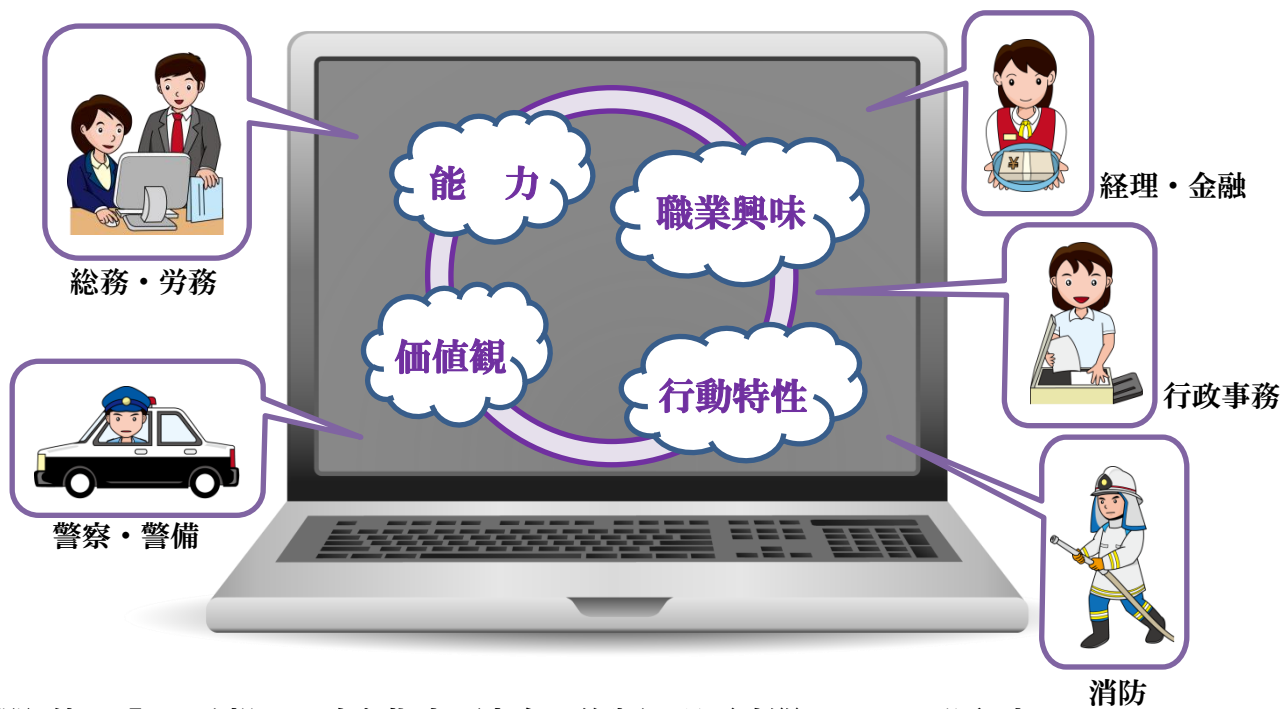 能　力
職業興味
価値観
行動特性
総務・労務
警察・警備
¥
経理・金融
行政事務
消防